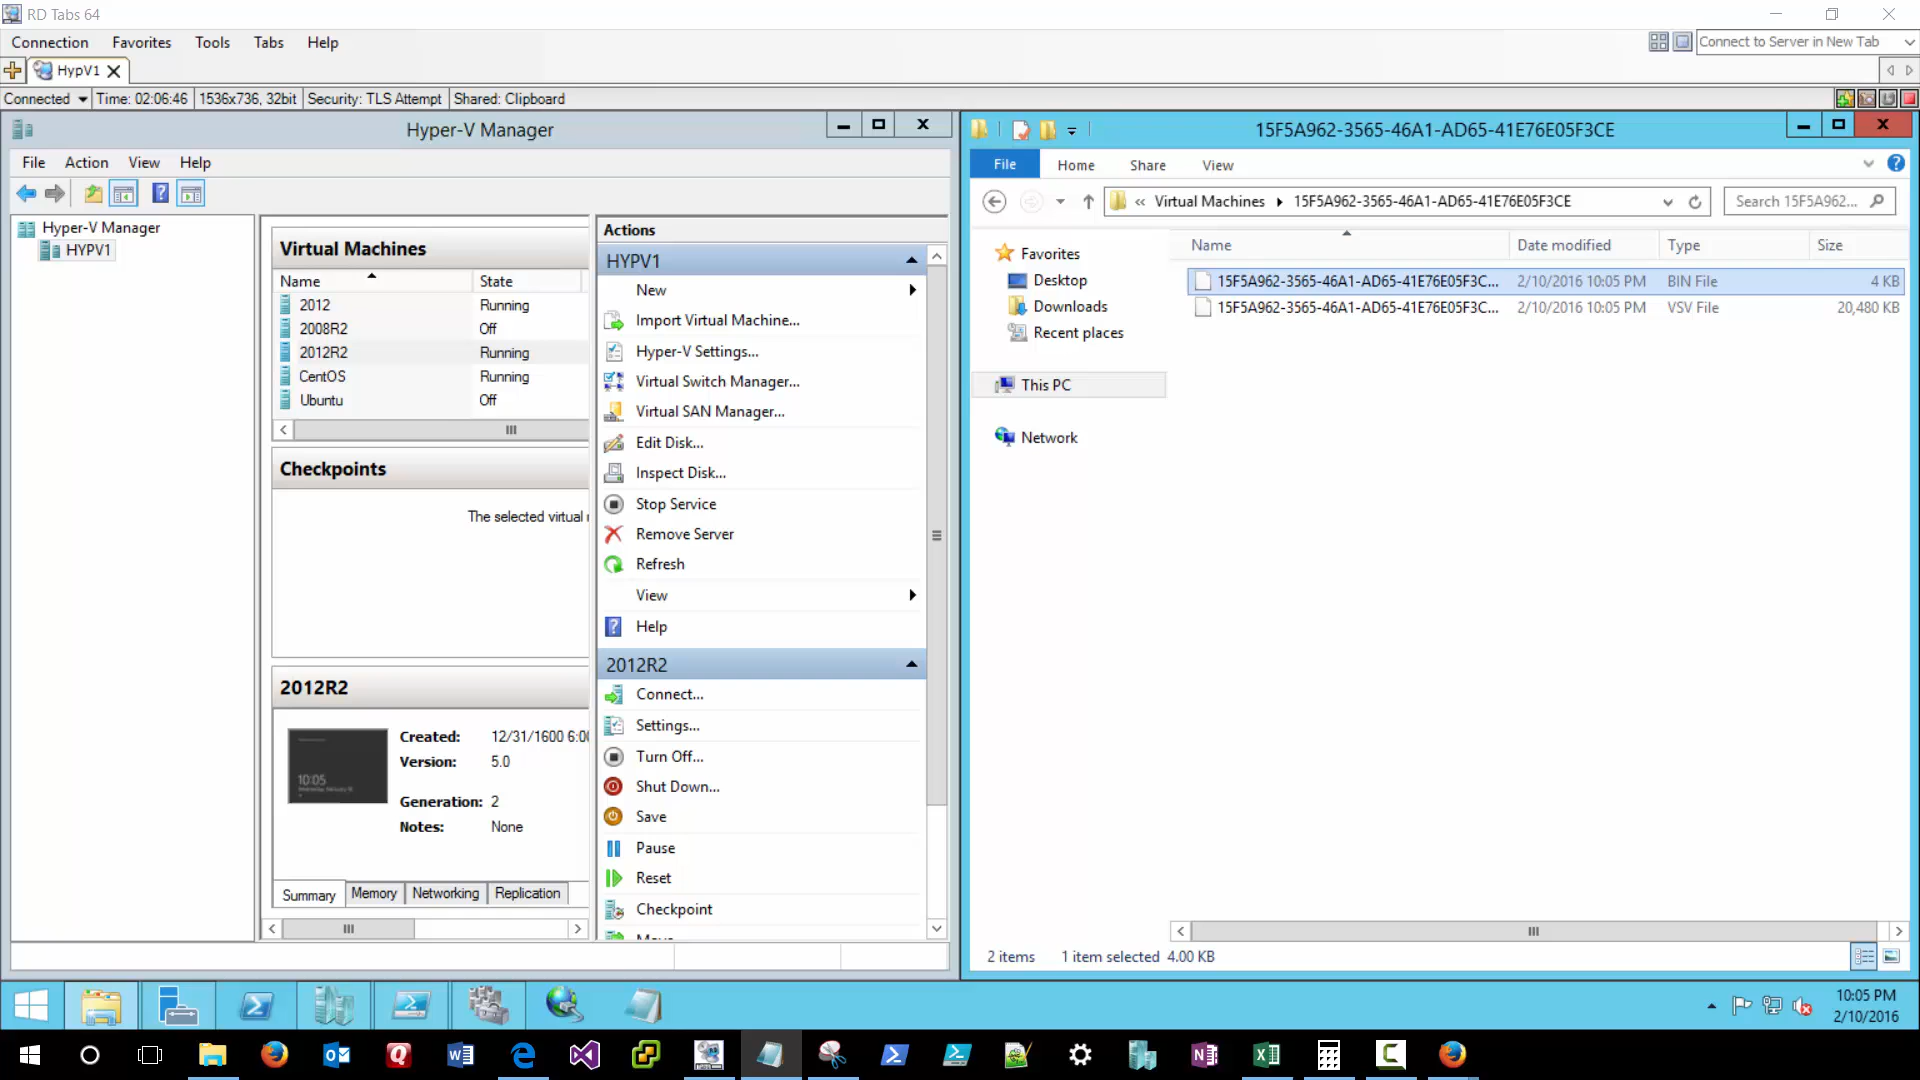 RD Tabs 64
Connection Favorites Tools Tabs Help
Connect to Server in New Tab
HypV1
Connected Time: 02:06:46 1536x736, 32bit Security: TLS Attempt Shared: Clipboard
Hyper-V Manager
File Action View Help
Hyper-V Manager
HYPV1
Virtual Machines
Name State
2012 Running
2008R2 Off
2012R2 Running
CentOS Running
Ubuntu Off
Checkpoints
The selected virtual
2012R2
10:05
Created: 12/31/1600 6:00
Version: 5.0
Generation: 2
Notes: None
Summary Memory Networking Replication
Actions
HYPV1
New
Import Virtual Machine...
Hyper-V Settings...
Virtual Switch Manager...
Virtual SAN Manager...
Edit Disk...
Inspect Disk...
Stop Service
Remove Server
Refresh
View
Help
2012R2
Connect...
Settings...
Turn Off...
Shut Down...
Save
Pause
Reset
Checkpoint
15F5A962-3565-46A1-AD65-41E76E05F3CE
File Home Share View
« Virtual Machines 15F5A962-3565-46A1-AD65-41E76E05F3CE
Search 15F5A962...
Favorites
Desktop
Downloads
Recent places
This PC
Network
Name Date modified Type Size
15F5A962-3565-46A1-AD65-41E76E05F3C... 2/10/2016 10:05 PM BIN File 4 KB
15F5A962-3565-46A1-AD65-41E76E05F3C... 2/10/2016 10:05 PM VSV File 20,480 KB
2 items 1 item selected 4.00 KB
10:05 PM
2/10/2016